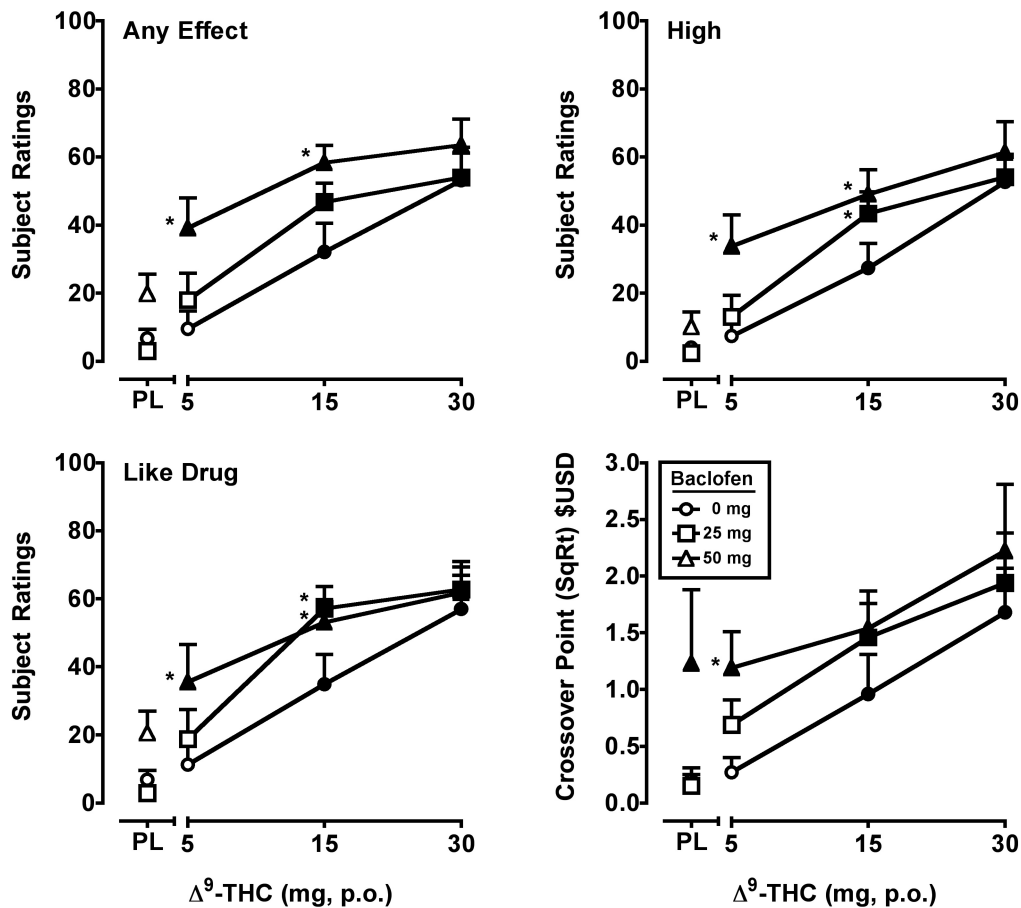 Any Effect
Subject Ratings
100
80
60
40
20
0
*
*
PL 5 15 30
High
Subject Ratings
100
80
60
40
20
0
*
*
*
PL 5 15 30
Like Drug
Subject Ratings
100
80
60
40
20
0
*
*
*
PL 5 15 30
Δ9-THC (mg, p.o.)
Crossover Point (SqRt) $USD
3.0
2.5
2.0
1.5
1.0
0.5
0.0
Baclofen
0 mg
25 mg
50 mg
*
PL 5 15 30
Δ9-THC (mg, p.o.)